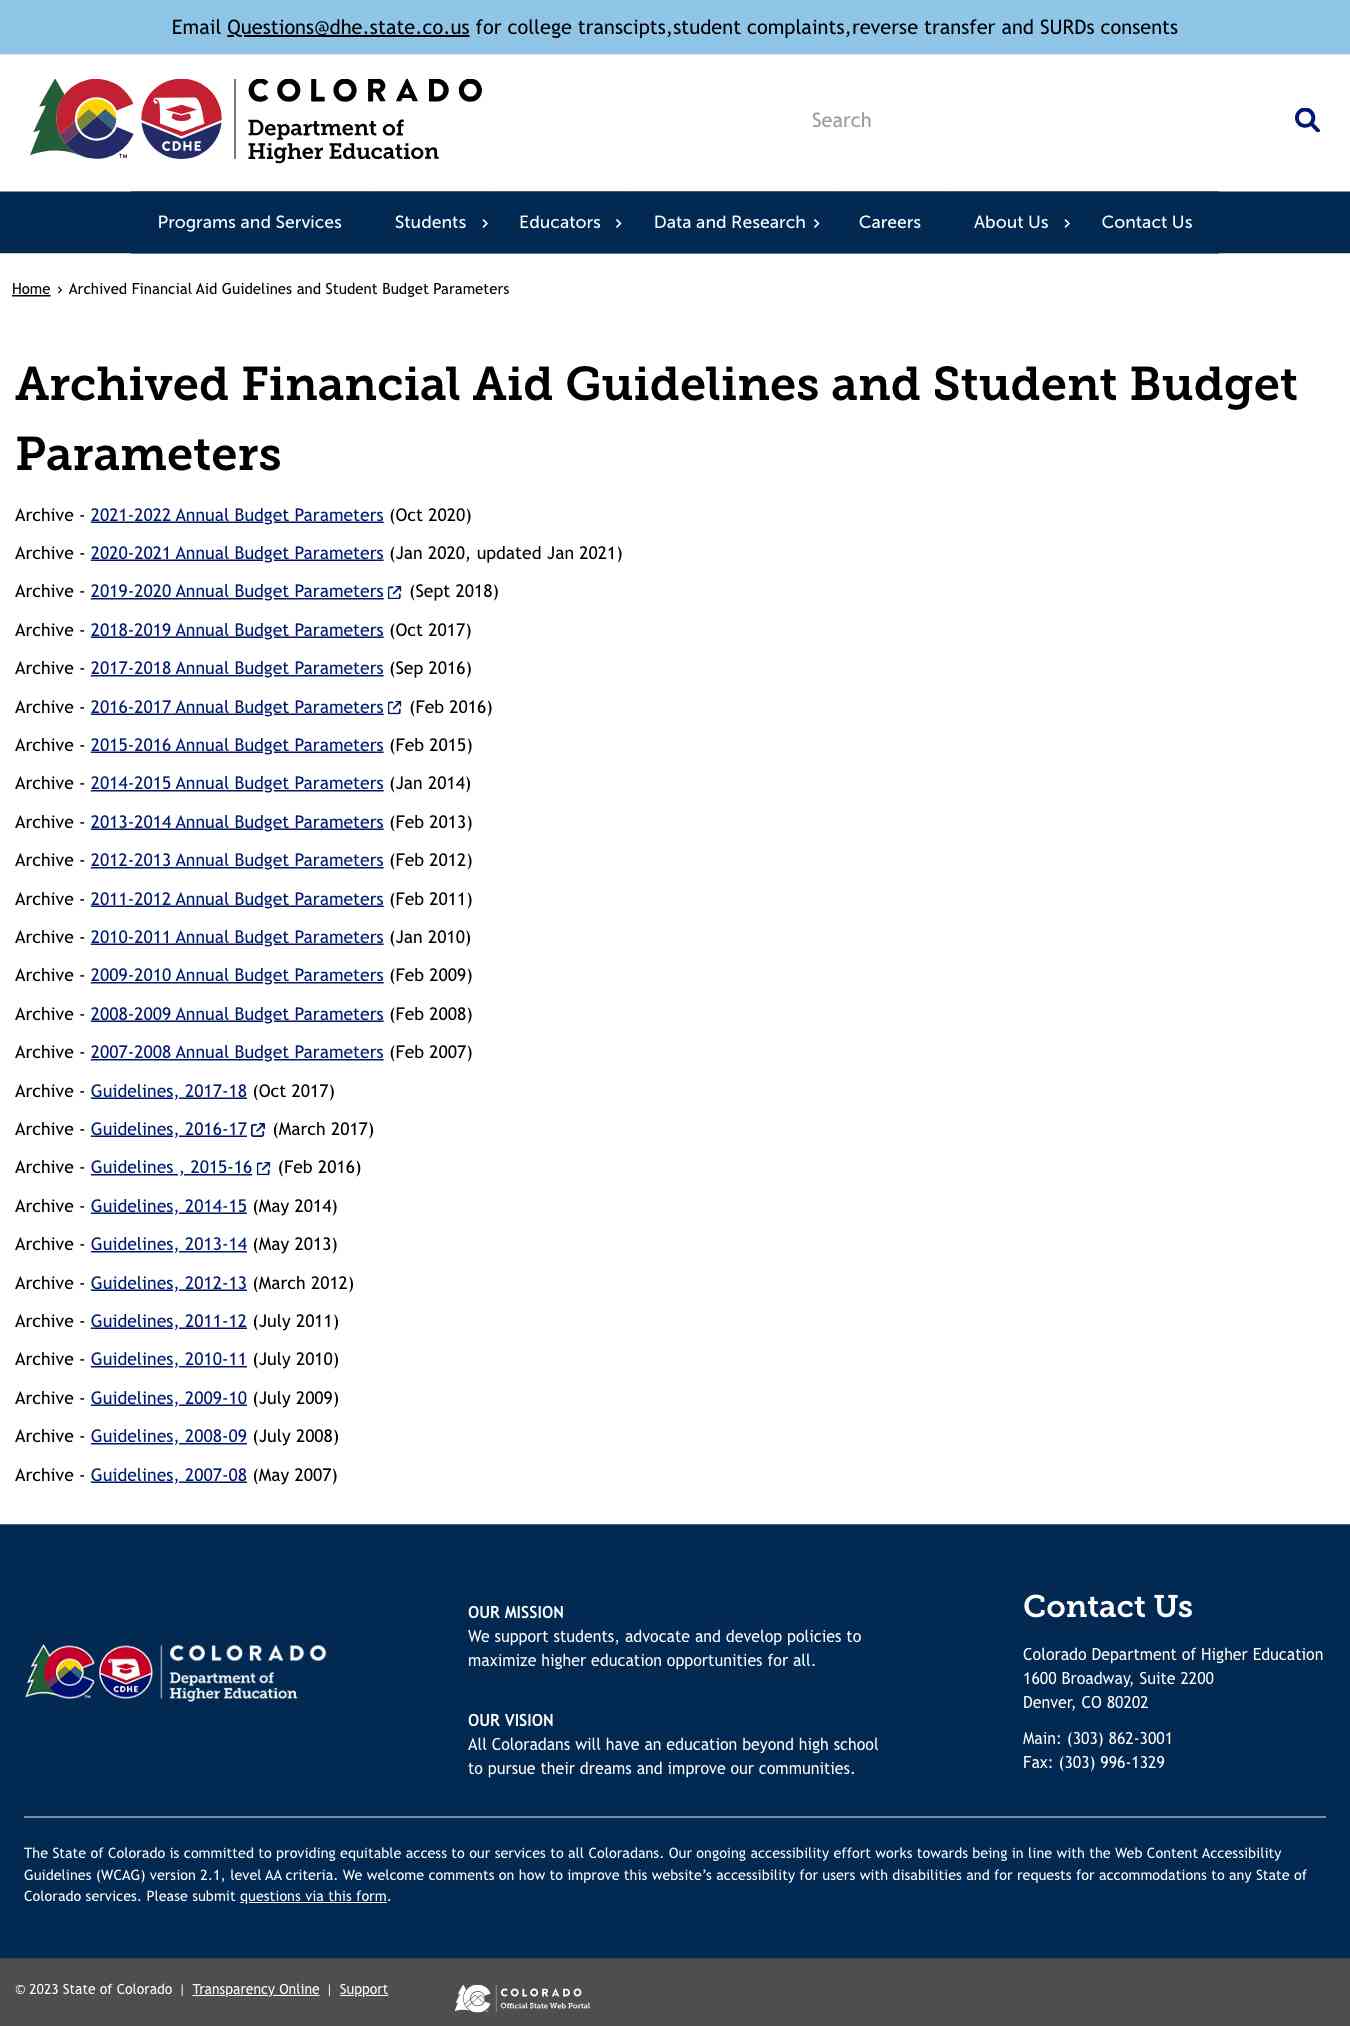 Email Questions@dhe.state.co.us for college transcipts,student complaints,reverse transfer and SURDs consents
CDHE
TM
COLORADO
Department of
Higher Education
Search
Programs and Services Students Educators Data and Research Careers About Us Contact Us
Home › Archived Financial Aid Guidelines and Student Budget Parameters
Archived Financial Aid Guidelines and Student Budget
Parameters
Archive - 2021-2022 Annual Budget Parameters (Oct 2020)
Archive - 2020-2021 Annual Budget Parameters (Jan 2020, updated Jan 2021)
Archive - 2019-2020 Annual Budget Parameters (Sept 2018)
Archive - 2018-2019 Annual Budget Parameters (Oct 2017)
Archive - 2017-2018 Annual Budget Parameters (Sep 2016)
Archive - 2016-2017 Annual Budget Parameters (Feb 2016)
Archive - 2015-2016 Annual Budget Parameters (Feb 2015)
Archive - 2014-2015 Annual Budget Parameters (Jan 2014)
Archive - 2013-2014 Annual Budget Parameters (Feb 2013)
Archive - 2012-2013 Annual Budget Parameters (Feb 2012)
Archive - 2011-2012 Annual Budget Parameters (Feb 2011)
Archive - 2010-2011 Annual Budget Parameters (Jan 2010)
Archive - 2009-2010 Annual Budget Parameters (Feb 2009)
Archive - 2008-2009 Annual Budget Parameters (Feb 2008)
Archive - 2007-2008 Annual Budget Parameters (Feb 2007)
Archive - Guidelines, 2017-18 (Oct 2017)
Archive - Guidelines, 2016-17 (March 2017)
Archive - Guidelines , 2015-16 (Feb 2016)
Archive - Guidelines, 2014-15 (May 2014)
Archive - Guidelines, 2013-14 (May 2013)
Archive - Guidelines, 2012-13 (March 2012)
Archive - Guidelines, 2011-12 (July 2011)
Archive - Guidelines, 2010-11 (July 2010)
Archive - Guidelines, 2009-10 (July 2009)
Archive - Guidelines, 2008-09 (July 2008)
Archive - Guidelines, 2007-08 (May 2007)
CDHE
TM
COLORADO
Department of
Higher Education
OUR MISSION
We support students, advocate and develop policies to
maximize higher education opportunities for all.
OUR VISION
All Coloradans will have an education beyond high school
to pursue their dreams and improve our communities.
Contact Us
Colorado Department of Higher Education
1600 Broadway, Suite 2200
Denver, CO 80202
Main: (303) 862-3001
Fax: (303) 996-1329
The State of Colorado is committed to providing equitable access to our services to all Coloradans. Our ongoing accessibility effort works towards being in line with the Web Content Accessibility
Guidelines (WCAG) version 2.1, level AA criteria. We welcome comments on how to improve this website’s accessibility for users with disabilities and for requests for accommodations to any State of
Colorado services. Please submit questions via this form.
© 2023 State of Colorado | Transparency Online | Support
COLORADO
Official State Web Portal